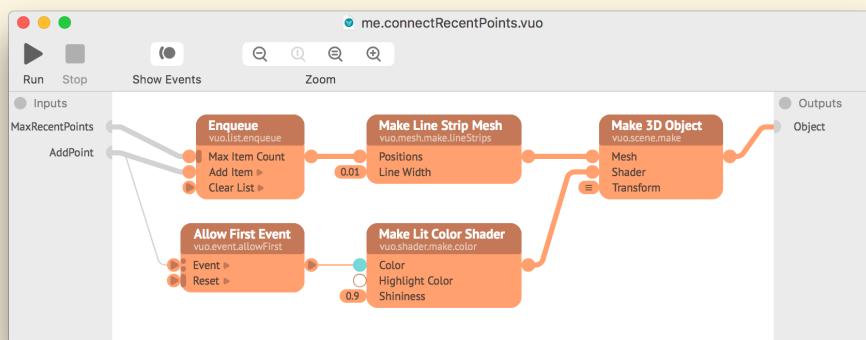 me.connectRecentPoints.vuo
Run
Stop
Show Events
Zoom
Inputs
MaxRecentPoints
AddPoint
Enqueue
vuo.list.enqueue
Max Item Count
Add Item
Clear List
Make Line Strip Mesh
vuo.mesh.make.lineStrips
Positions
0.01 Line Width
Make 3D Object
vuo.scene.make
Mesh
Shader
Transform
Outputs
Object
Allow First Event
vuo.event.allowFirst
Event
Reset
Make Lit Color Shader
vuo.shader.make.color
Color
Highlight Color
0.9 Shininess